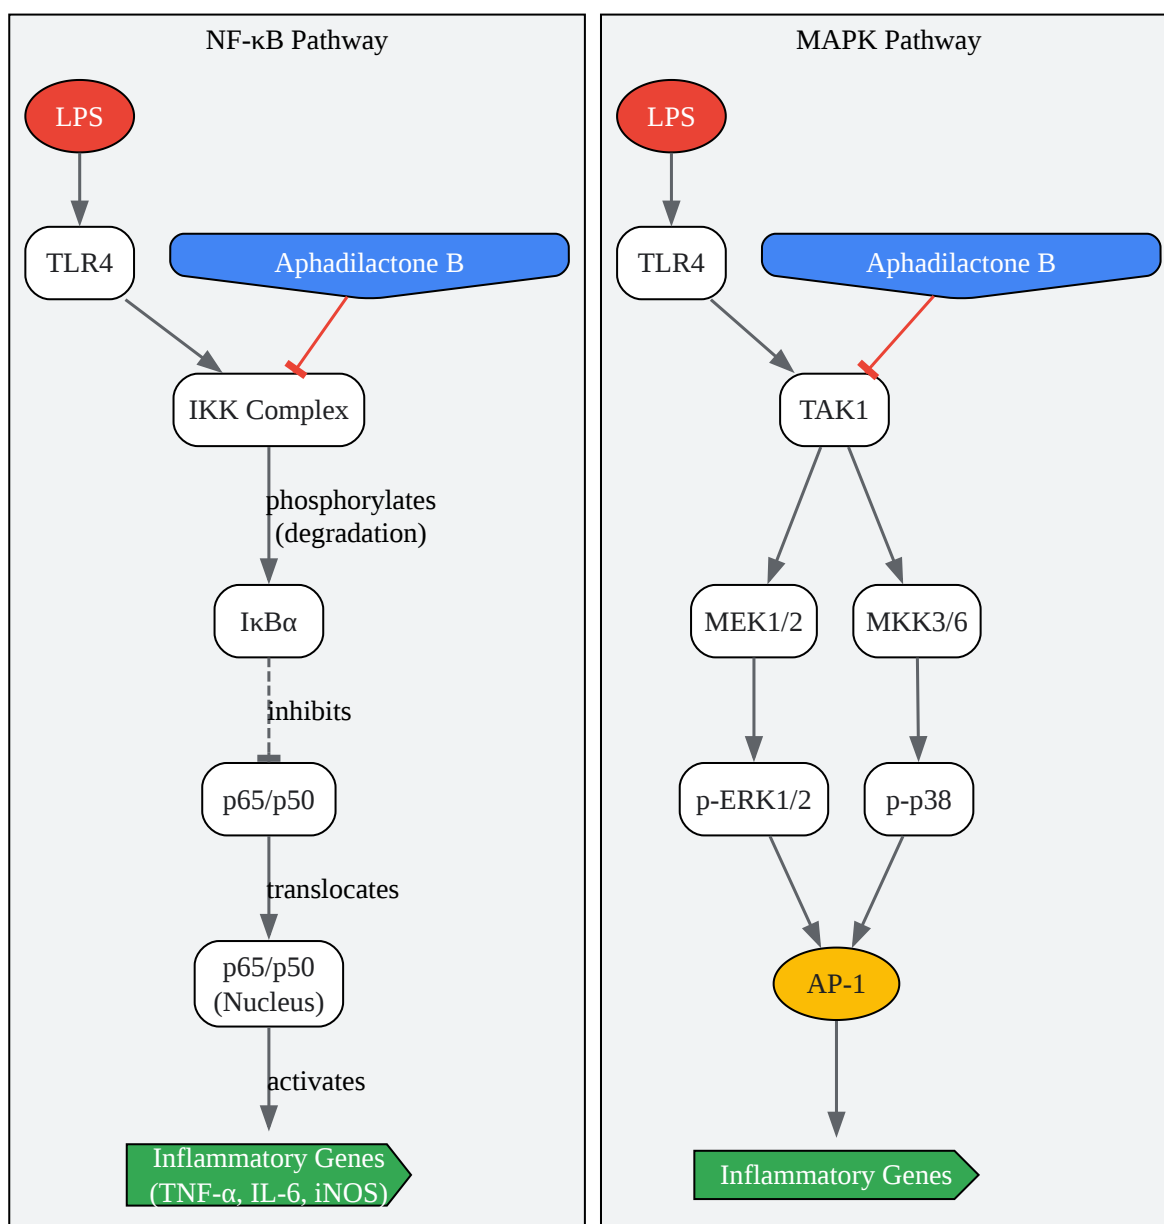 NF-κB Pathway
LPS
TLR4
Aphadilactone B
IKK Complex
phosphorylates
(degradation)
IκBα
inhibits
p65/p50
translocates
p65/p50
(Nucleus)
activates
Inflammatory Genes
(TNF-α, IL-6, iNOS)
MAPK Pathway
LPS
TLR4
Aphadilactone B
TAK1
MEK1/2
MKK3/6
p-ERK1/2
p-p38
AP-1
Inflammatory Genes